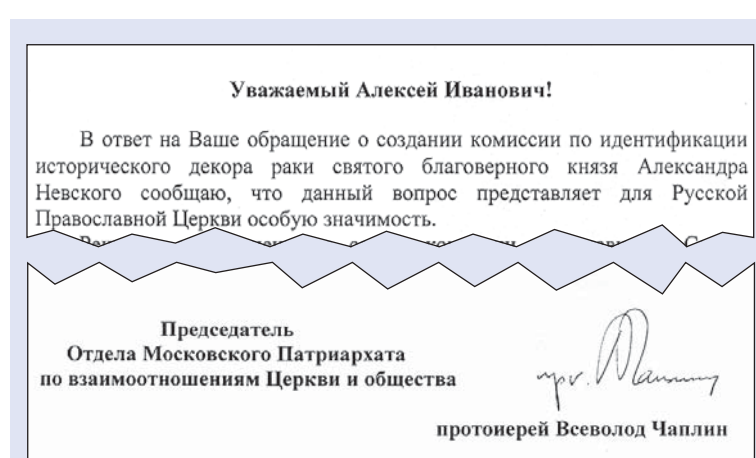 Уважаемый Алексей Иванович!
В ответ на Ваше обращение о создании комиссии по идентификации
исторического декора раки святого благоверного князя Александра
Невского сообщаю, что данный вопрос представляет для Русской
Православной Церкви особую значимость.
Председатель
Отдела Московского Патриархата
по взаимоотношениям Церкви и общества
прот.
протоиерей Всеволод Чаплин